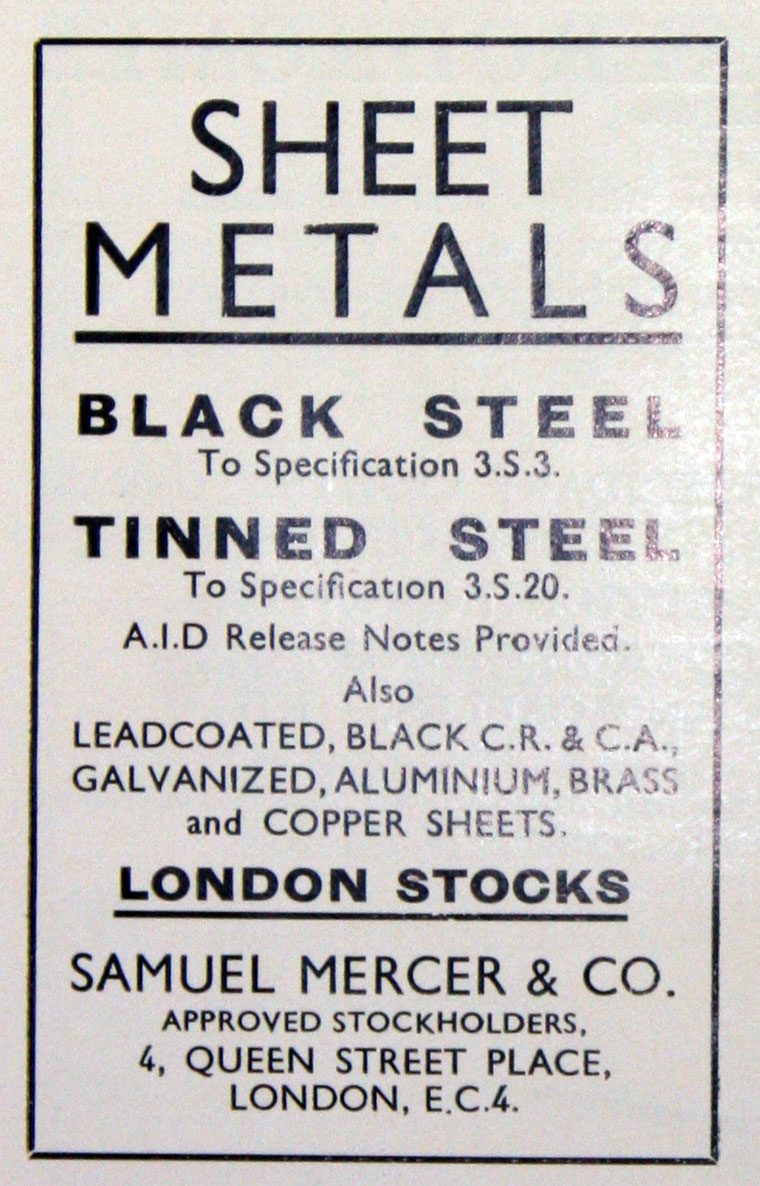 SHEET
METALS
BLACK STEEL
To Specification 3.S.3.
TINNED STEEL
To Specification 3.S.20.
A.I.D Release Notes Provided.
Also
LEADCOATED, BLACK C.R. & C.A.,
GALVANIZED, ALUMINIUM, BRASS
and COPPER SHEETS.
LONDON STOCKS
SAMUEL MERCER & CO.
APPROVED STOCKHOLDERS,
4, QUEEN STREET PLACE,
LONDON, E.C.4.